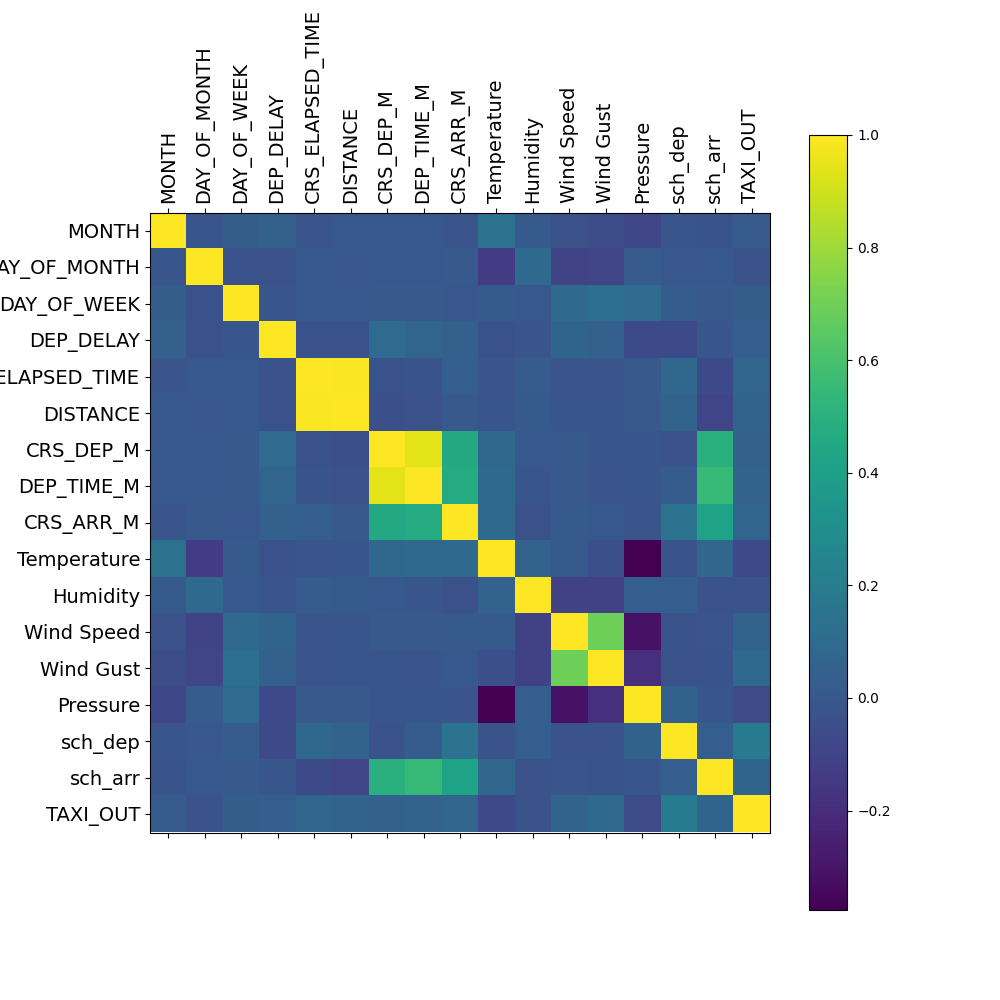 MONTH
DAY_OF_MONTH
DAY_OF_WEEK
DEP_DELAY
CRS_ELAPSED_TIME
DISTANCE
CRS_DEP_M
DEP_TIME_M
CRS_ARR_M
Temperature
Humidity
Wind Speed
Wind Gust
Pressure
sch_dep
sch_arr
TAXI_OUT
MONTH
AY_OF_MONTH
DAY_OF_WEEK
DEP_DELAY
ELAPSED_TIME
DISTANCE
CRS_DEP_M
DEP_TIME_M
CRS_ARR_M
Temperature
Humidity
Wind Speed
Wind Gust
Pressure
sch_dep
sch_arr
TAXI_OUT
1.0
0.8
0.6
0.4
0.2
0.0
−0.2